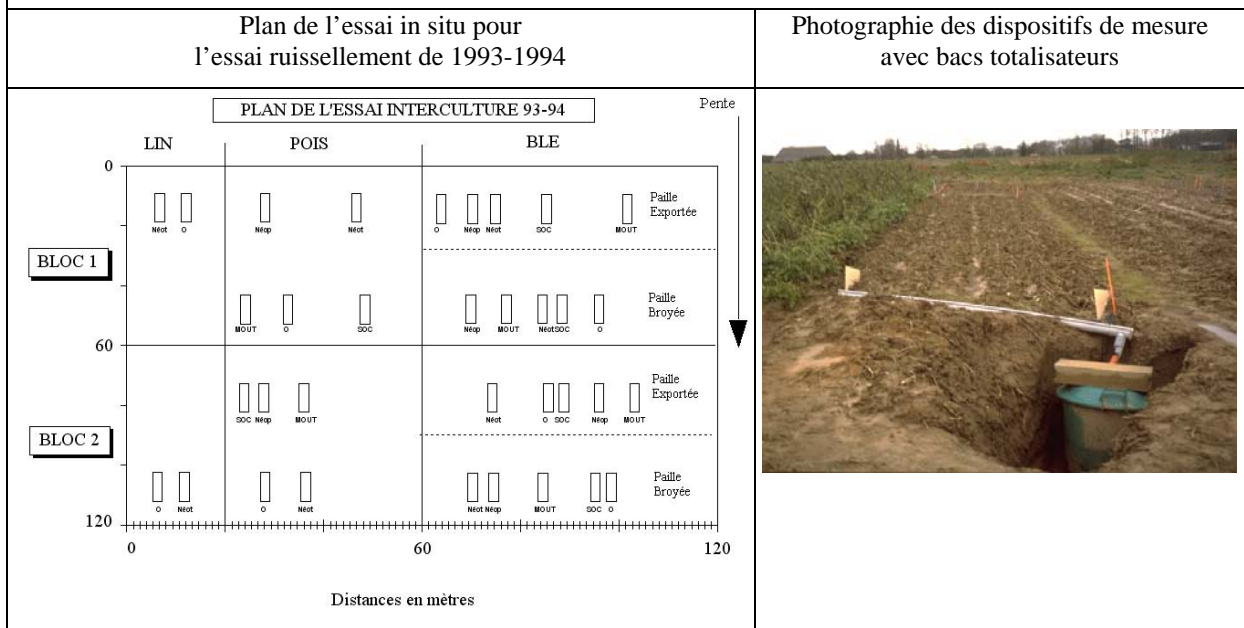 Plan de l’essai in situ pour
l’essai ruissellement de 1993-1994
Photographie des dispositifs de mesure
avec bacs totalisateurs
PLAN DE L'ESSAI INTERCULTURE 93-94
Pente
LIN POIS BLE
0
Paille
Exportée
Néot O Néop Néot O Néop Néot SOC MOUT
BLOC 1
Paille
Broyée
MOUT O SOC Néop MOUT Néot SOC O
60
Paille
Exportée
SOC Néop MOUT Néot O SOC Néop MOUT
BLOC 2
Paille
Broyée
O Néot O Néot Néot Néop MOUT SOC O
120
0 60 120
Distances en mètres